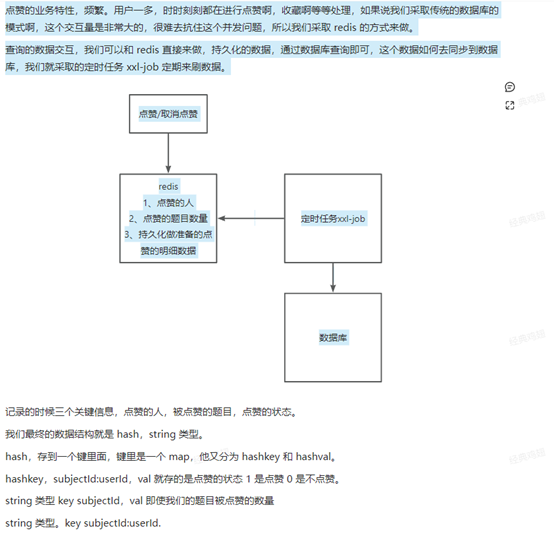 点赞的业务特性，频繁。用户一多，时时刻刻都在进行点赞啊，收藏啊等等处理，如果说我们采取传统的数据库的
模式啊，这个交互量是非常大的，很难去抗住这个并发问题，所以我们采取 redis 的方式来做。
查询的数据交互，我们可以和 redis 直接来做，持久化的数据，通过数据库查询即可，这个数据如何去同步到数据
库，我们就采取的定时任务 xxl-job 定期来刷数据。
点赞/取消点赞
redis
1、点赞的人
2、点赞的题目数量
3、持久化做准备的点
赞的明细数据
定时任务xxl-job
数据库
记录的时候三个关键信息，点赞的人，被点赞的题目，点赞的状态。
我们最终的数据结构就是 hash，string 类型。
hash，存到一个键里面，键里是一个 map，他又分为 hashkey 和 hashval。
hashkey，subjectId:userId，val 就存的是点赞的状态 1 是点赞 0 是不点赞。
string 类型 key subjectId，val 即使我们的题目被点赞的数量
string 类型。key subjectId:userId.